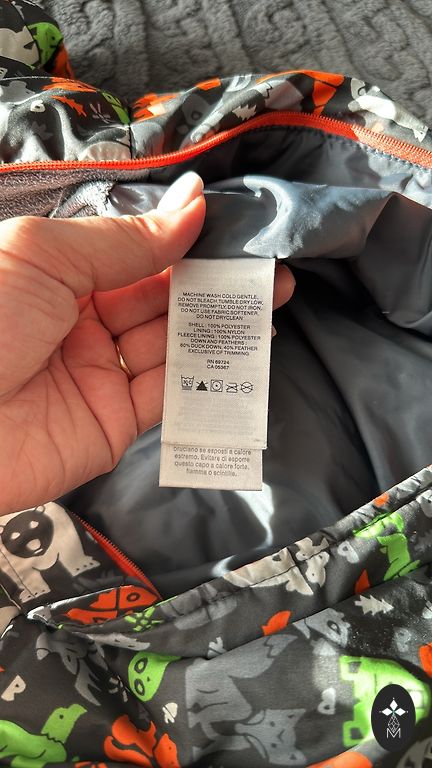 MACHINE WASH COLD GENTLE,
DO NOT BLEACH, TUMBLE DRY LOW,
REMOVE PROMPTLY, DO NOT IRON,
DO NOT USE FABRIC SOFTENER,
DO NOT DRYCLEAN
SHELL : 100% POLYESTER
LINING : 100% NYLON
FLEECE LINING : 100% POLYESTER
DOWN AND FEATHERS :
60% DUCK DOWN, 40% FEATHER
EXCLUSIVE OF TRIMMING
RN 69724
CA 05367
bruciano se esposti a calore
estremo. Evitare di esporre
questo capo a calore forte,
fiamma o scintille.
M